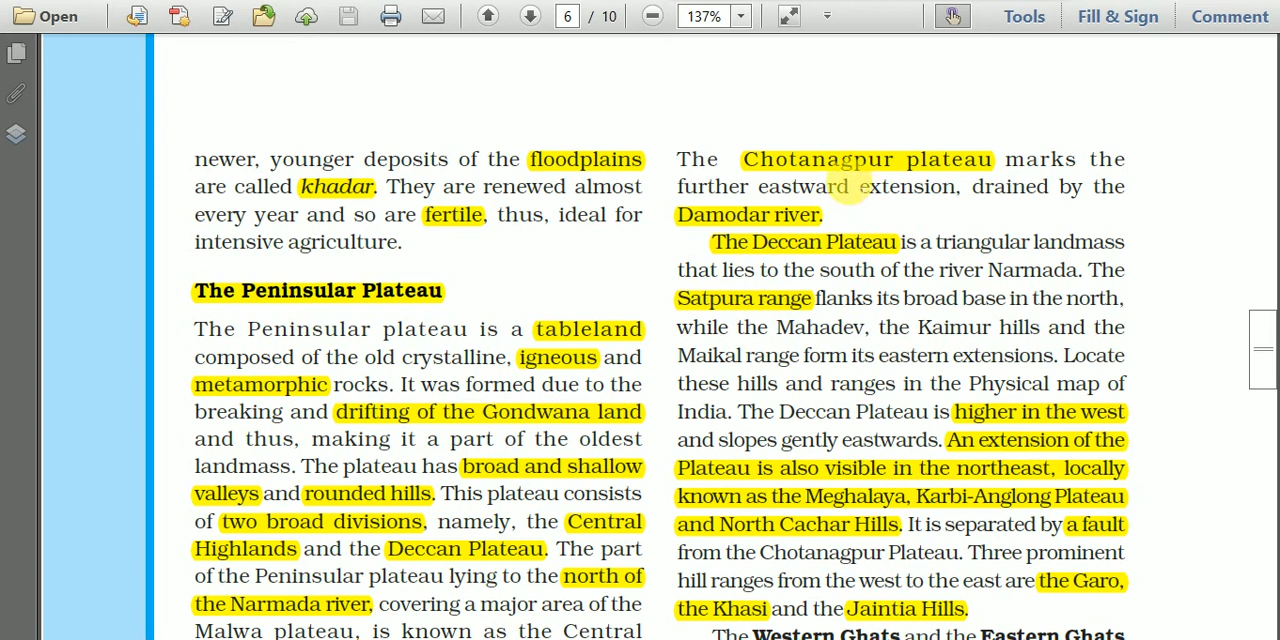 Open
6 / 10
137%
Tools
Fill & Sign
Comment
newer, younger deposits of the floodplains
are called khadar. They are renewed almost
every year and so are fertile, thus, ideal for
intensive agriculture.
The Peninsular Plateau
The Peninsular plateau is a tableland
composed of the old crystalline, igneous and
metamorphic rocks. It was formed due to the
breaking and drifting of the Gondwana land
and thus, making it a part of the oldest
landmass. The plateau has broad and shallow
valleys and rounded hills. This plateau consists
of two broad divisions, namely, the Central
Highlands and the Deccan Plateau. The part
of the Peninsular plateau lying to the north of
the Narmada river, covering a major area of the
Malwa plateau, is known as the Central
The Chotanagpur plateau marks the
further eastward extension, drained by the
Damodar river.
The Deccan Plateau is a triangular landmass
that lies to the south of the river Narmada. The
Satpura range flanks its broad base in the north,
while the Mahadev, the Kaimur hills and the
Maikal range form its eastern extensions. Locate
these hills and ranges in the Physical map of
India. The Deccan Plateau is higher in the west
and slopes gently eastwards. An extension of the
Plateau is also visible in the northeast, locally
known as the Meghalaya, Karbi-Anglong Plateau
and North Cachar Hills. It is separated by a fault
from the Chotanagpur Plateau. Three prominent
hill ranges from the west to the east are the Garo,
the Khasi and the Jaintia Hills.
The Western Ghats and the Eastern Ghats